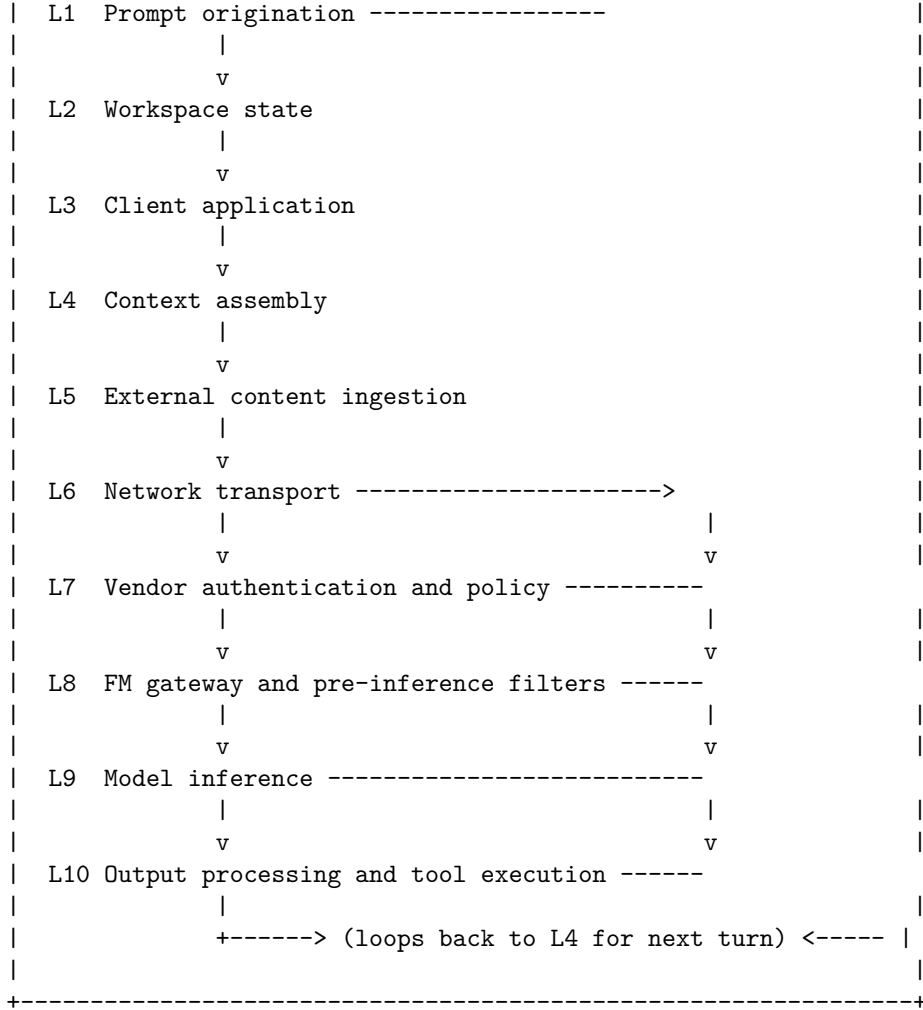 L1 Prompt origination
L2 Workspace state
L3 Client application
L4 Context assembly
L5 External content ingestion
L6 Network transport
L7 Vendor authentication and policy
L8 FM gateway and pre-inference filters
L9 Model inference
L10 Output processing and tool execution
(loops back to L4 for next turn)